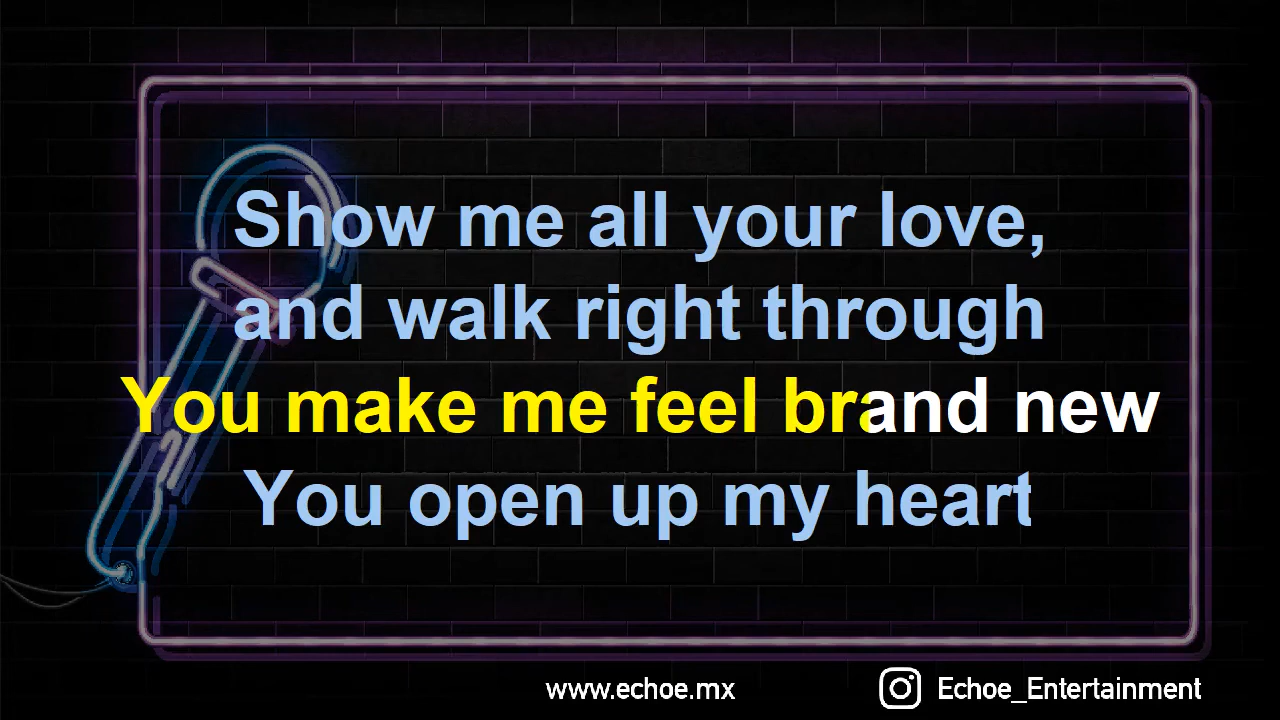 Show me all your love,
and walk right through
You make me feel brand new
You open up my heart
www.echoe.mx
Echoe_Entertainment